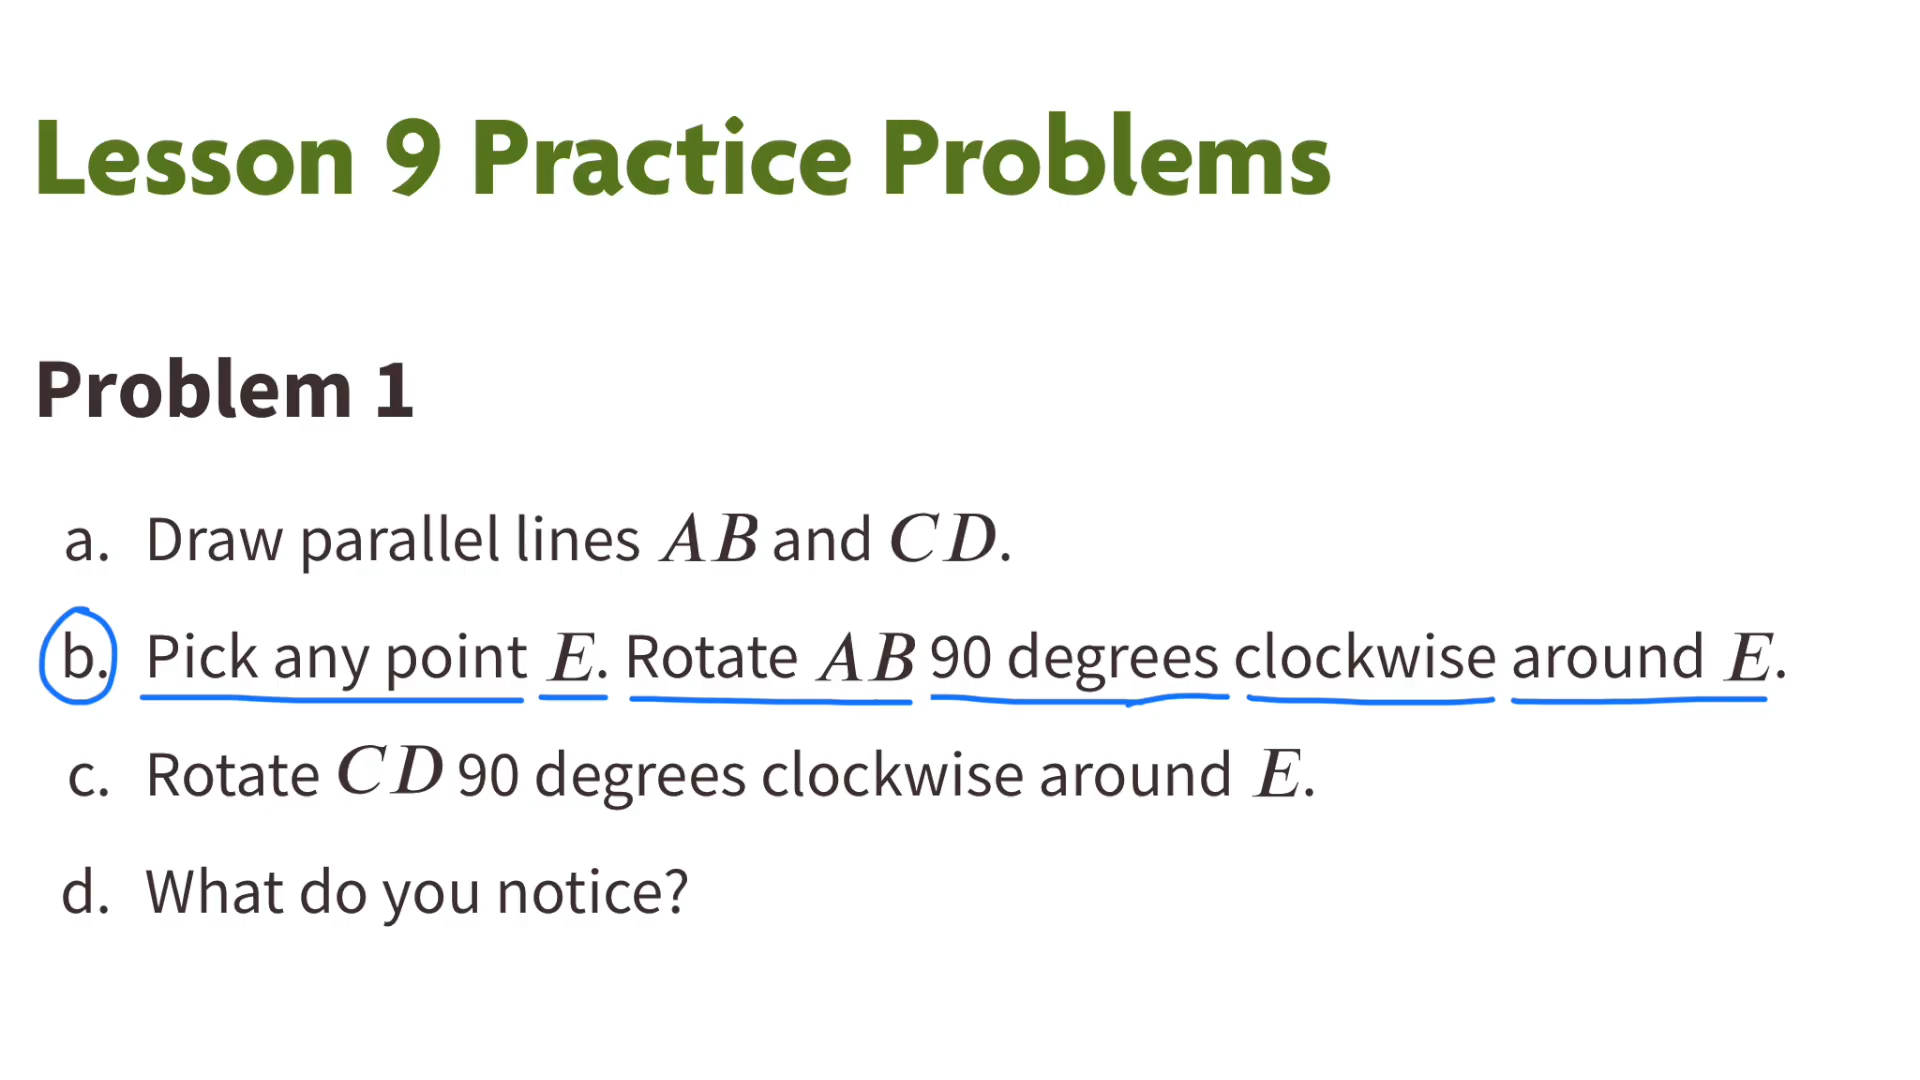 Lesson 9 Practice Problems
Problem 1
a. Draw parallel lines AB and CD.
b. Pick any point E. Rotate AB 90 degrees clockwise around E.
c. Rotate CD 90 degrees clockwise around E.
d. What do you notice?